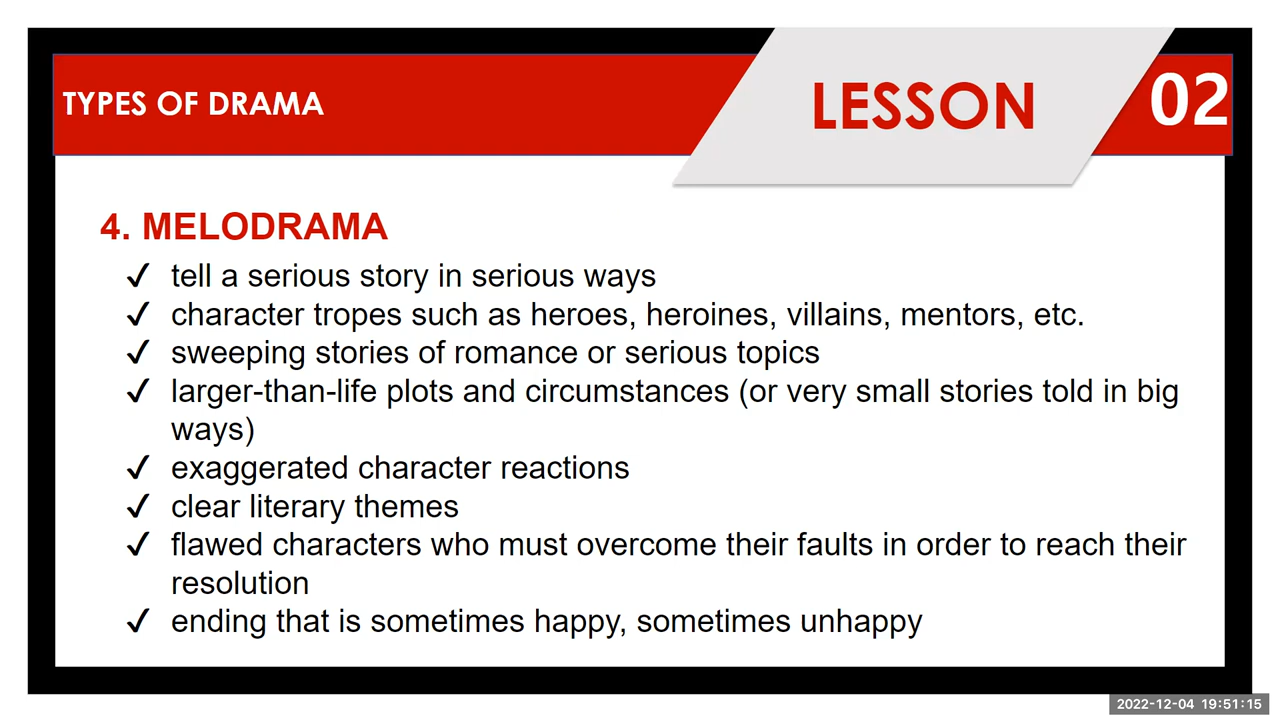 TYPES OF DRAMA
LESSON
02
4. MELODRAMA
✓ tell a serious story in serious ways
✓ character tropes such as heroes, heroines, villains, mentors, etc.
✓ sweeping stories of romance or serious topics
✓ larger-than-life plots and circumstances (or very small stories told in big
ways)
✓ exaggerated character reactions
✓ clear literary themes
✓ flawed characters who must overcome their faults in order to reach their
resolution
✓ ending that is sometimes happy, sometimes unhappy
2022-12-04 19:51:15